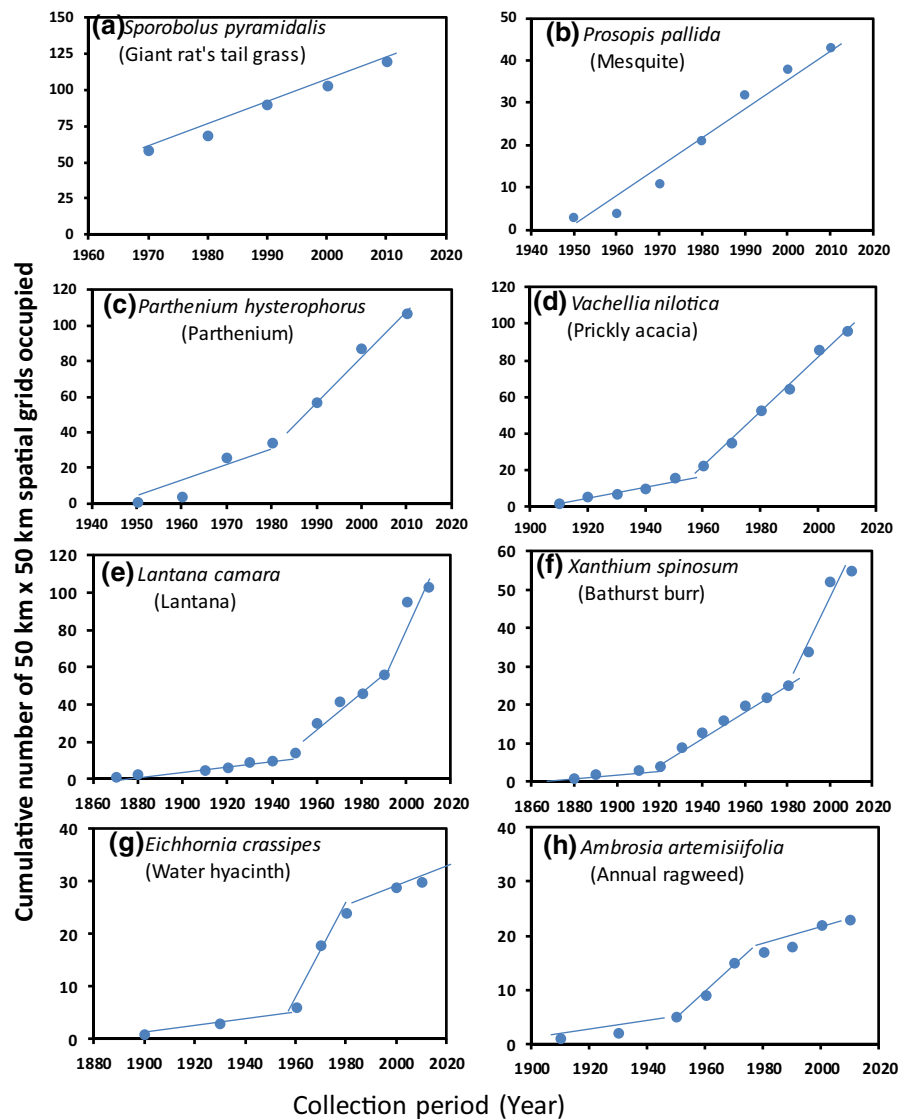 Cumulative number of 50 km x 50 km spatial grids occupied
(a) Sporobolus pyramidalis
(Giant rat's tail grass)
150
125
100
75
50
25
0
1960 1970 1980 1990 2000 2010 2020
(b) Prosopis pallida
(Mesquite)
50
40
30
20
10
0
1940 1950 1960 1970 1980 1990 2000 2010 2020
(c) Parthenium hysterophorus
(Parthenium)
120
100
80
60
40
20
0
1940 1950 1960 1970 1980 1990 2000 2010 2020
(d) Vachellia nilotica
(Prickly acacia)
120
100
80
60
40
20
0
1900 1920 1940 1960 1980 2000 2020
(e) Lantana camara
(Lantana)
120
100
80
60
40
20
0
1860 1880 1900 1920 1940 1960 1980 2000 2020
(f) Xanthium spinosum
(Bathurst burr)
60
50
40
30
20
10
0
1860 1880 1900 1920 1940 1960 1980 2000 2020
(g) Eichhornia crassipes
(Water hyacinth)
40
30
20
10
0
1880 1900 1920 1940 1960 1980 2000 2020
(h) Ambrosia artemisiifolia
(Annual ragweed)
40
30
20
10
0
1900 1920 1940 1960 1980 2000 2020
Collection period (Year)